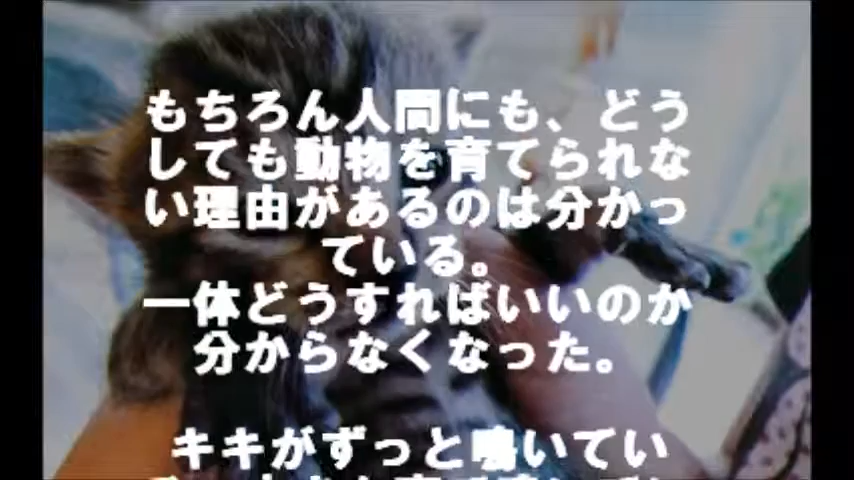 もちろん人間にも、どう
しても動物を育てられな
い理由があるのは分かっ
ている。
一体どうすればいいのか
分からなくなった。
キキがずっと鳴いてい